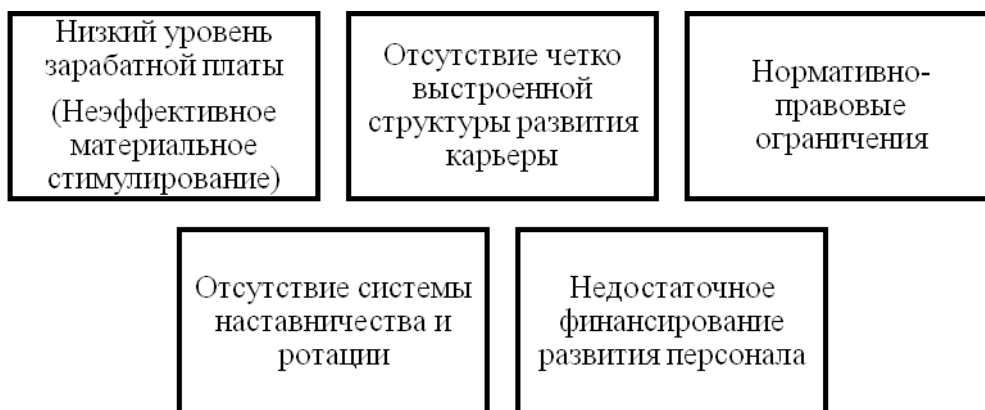 Низкий уровень
зарабатной платы
(Неэффективное
материальное
стимулирование)
Отсутствие четко
выстроенной
структуры развития
карьеры
Нормативно-
правовые
ограничения
Отсутствие системы
наставничества и
ротации
Недостаточное
финансирование
развития персонала